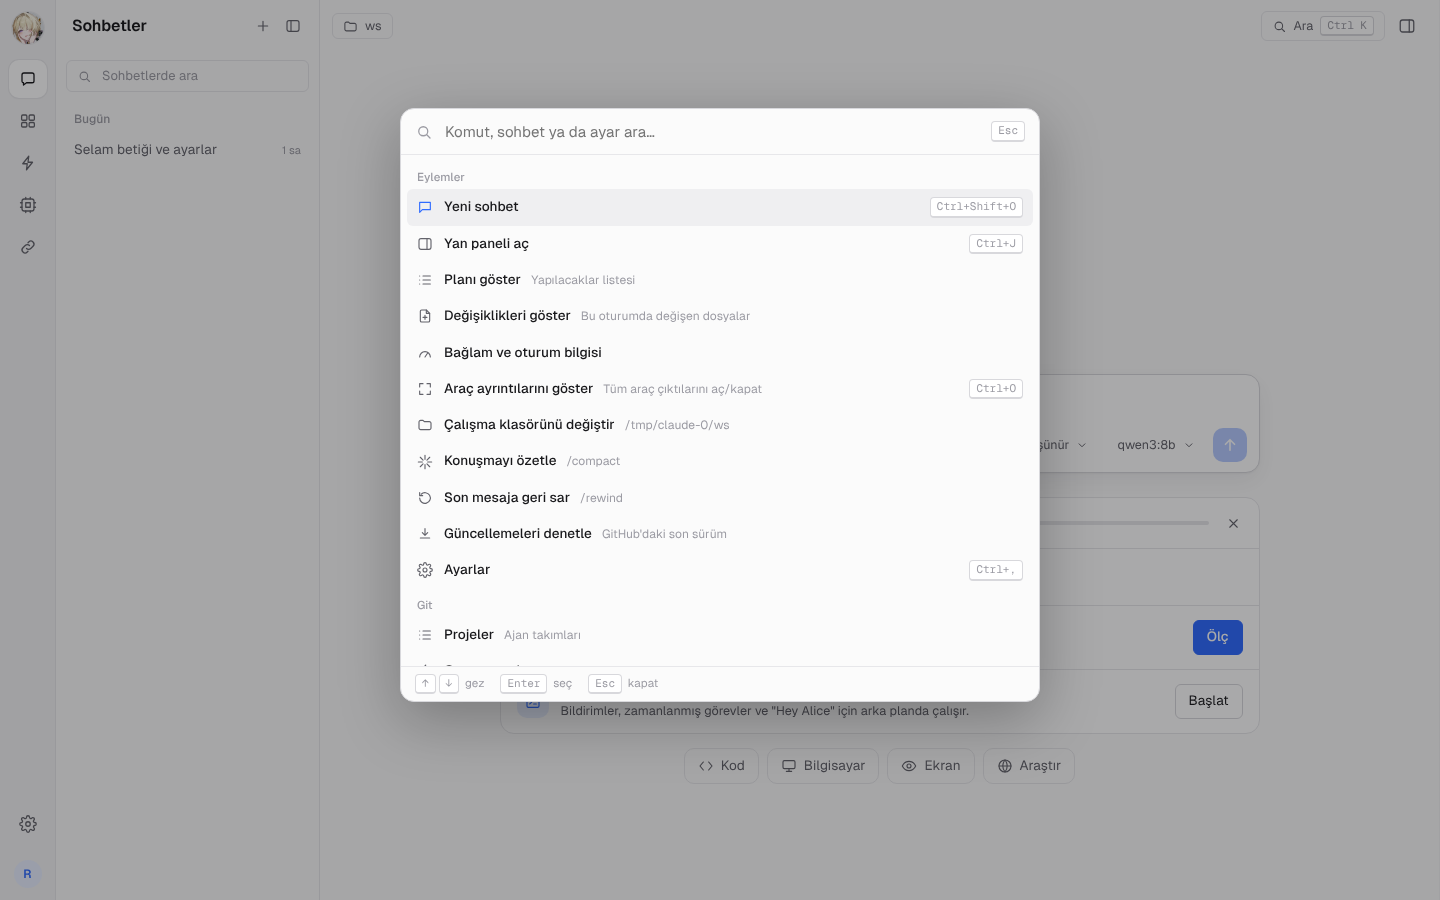 Sohbetler
ws
Ara Ctrl K
Sohbetlerde ara
Bugün
Selam betiği ve ayarlar 1 sa
Komut, sohbet ya da ayar ara... Esc
Eylemler
Yeni sohbet Ctrl+Shift+O
Yan paneli aç Ctrl+J
Planı göster Yapılacaklar listesi
Değişiklikleri göster Bu oturumda değişen dosyalar
Bağlam ve oturum bilgisi
Araç ayrıntılarını göster Tüm araç çıktılarını aç/kapat Ctrl+O
Çalışma klasörünü değiştir /tmp/claude-0/ws
Konuşmayı özetle /compact
Son mesaja geri sar /rewind
Güncellemeleri denetle GitHub'daki son sürüm
Ayarlar Ctrl+,
Git
Projeler Ajan takımları
↑ ↓ gez Enter seç Esc kapat
qwen3:8b
Ölç
Başlat
Bildirimler, zamanlanmış görevler ve "Hey Alice" için arka planda çalışır.
Kod Bilgisayar Ekran Araştır
R